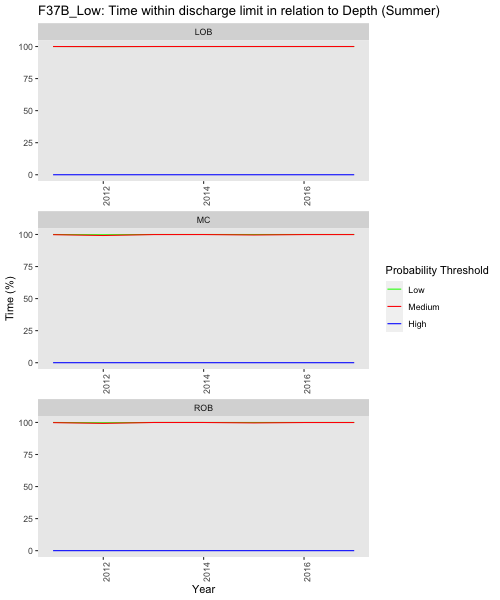 F37B_Low: Time within discharge limit in relation to Depth (Summer)
LOB
100
75
50
25
0
2012
2014
2016
MC
100
75
50
25
0
2012
2014
2016
ROB
100
75
50
25
0
2012
2014
2016
Time (%)
Year
Probability Threshold
Low
Medium
High